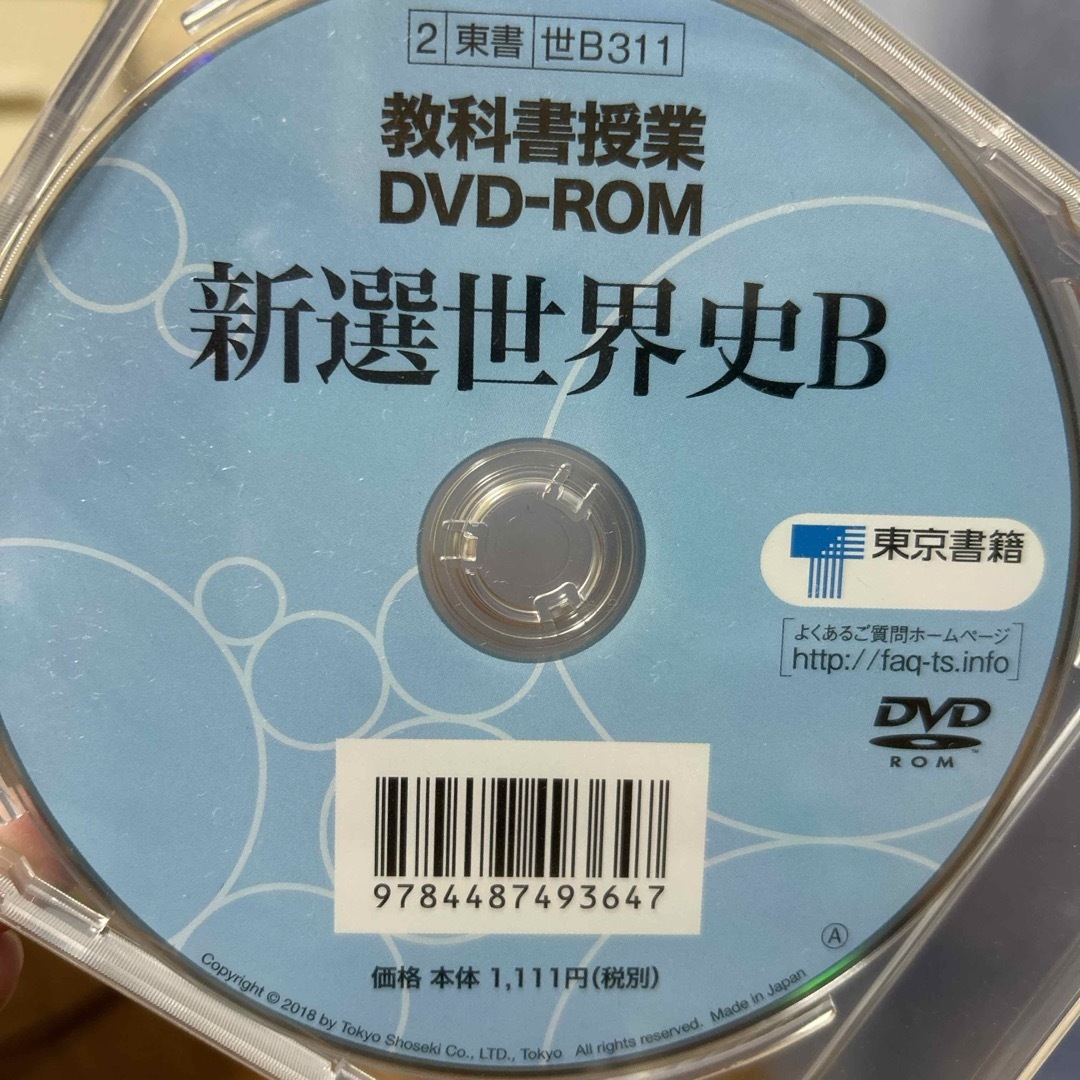 2 東書 世B311
教科書授業
DVD-ROM
新選世界史B
東京書籍
よくあるご質問ホームページ
http://faq-ts.info
DVD
ROM
9784487493647
Ⓐ
価格 本体 1,111円(税別)
Copyright © 2018 by Tokyo Shoseki Co., LTD., Tokyo All rights reserved. Made in Japan